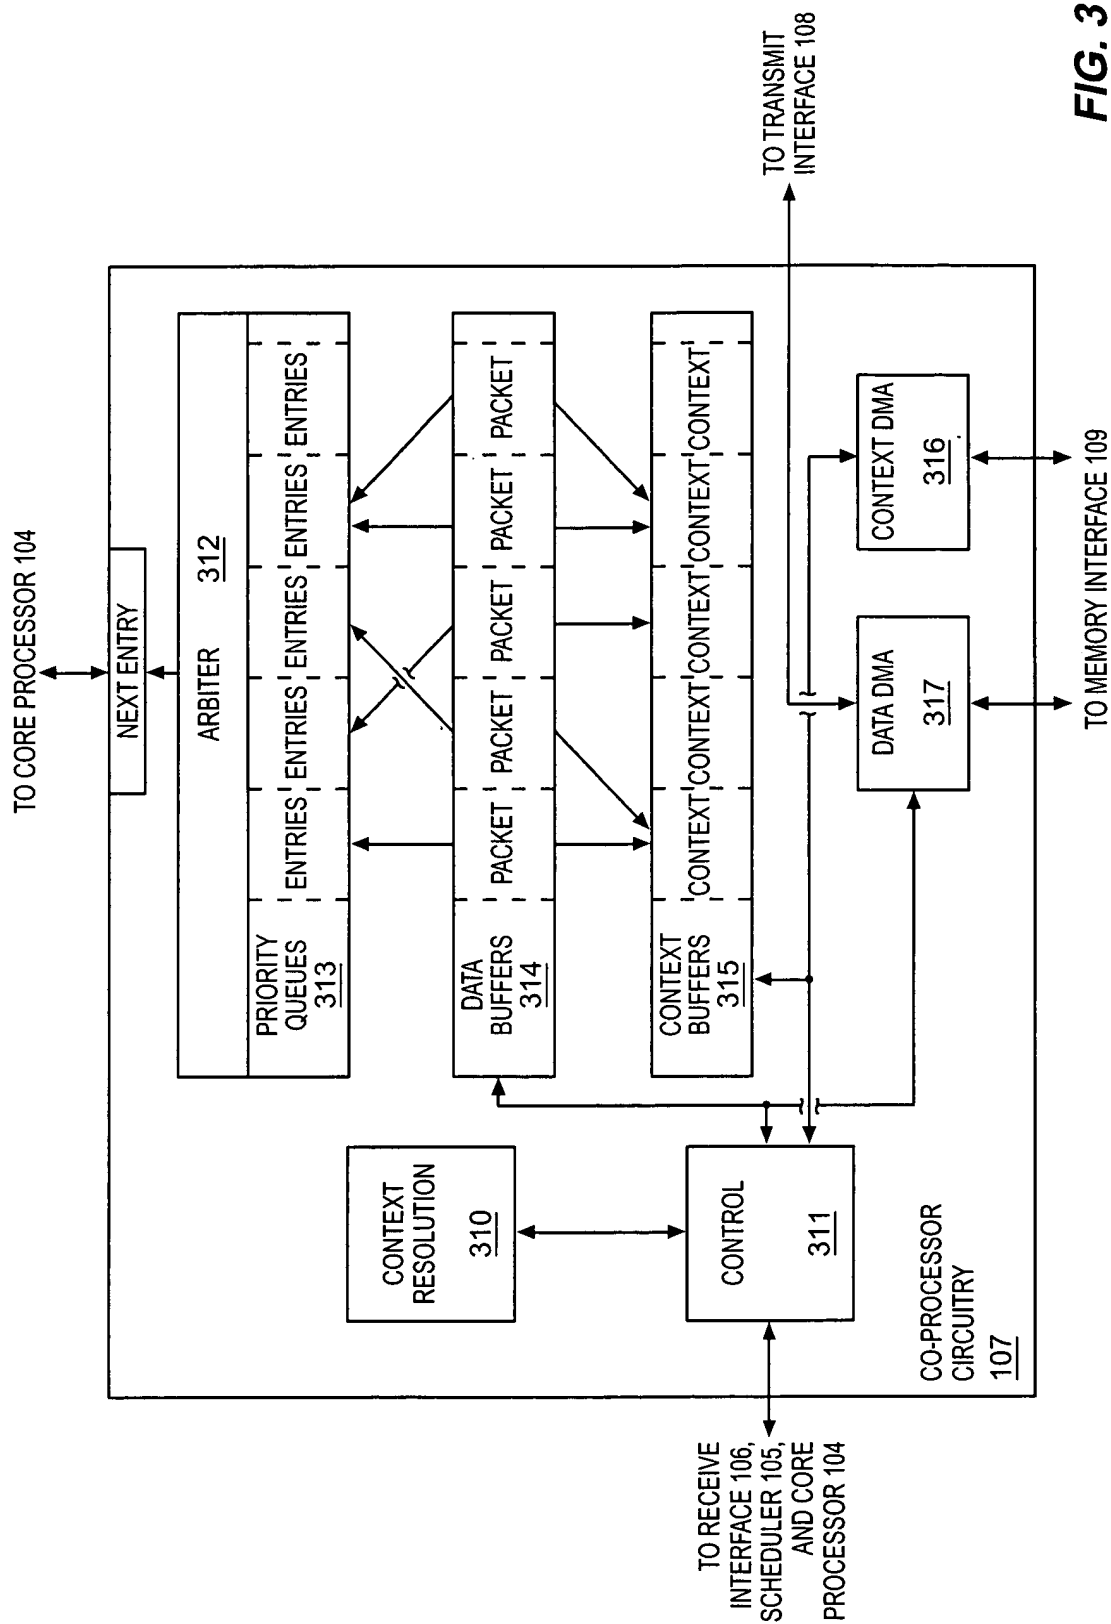 TO CORE PROCESSOR 104
NEXT ENTRY
ARBITER 312
PRIORITY
QUEUES
313
ENTRIES
ENTRIES
ENTRIES
ENTRIES
ENTRIES
DATA
BUFFERS
314
PACKET
PACKET
PACKET
PACKET
PACKET
CONTEXT
BUFFERS
315
CONTEXT
CONTEXT
CONTEXT
CONTEXT
CONTEXT
CONTEXT
RESOLUTION
310
CONTROL
311
TO RECEIVE
INTERFACE 106,
SCHEDULER 105,
AND CORE
PROCESSOR 104
TO TRANSMIT
INTERFACE 108
DATA DMA
317
CONTEXT DMA
316
CO-PROCESSOR
CIRCUITRY
107
TO MEMORY INTERFACE 109
FIG. 3